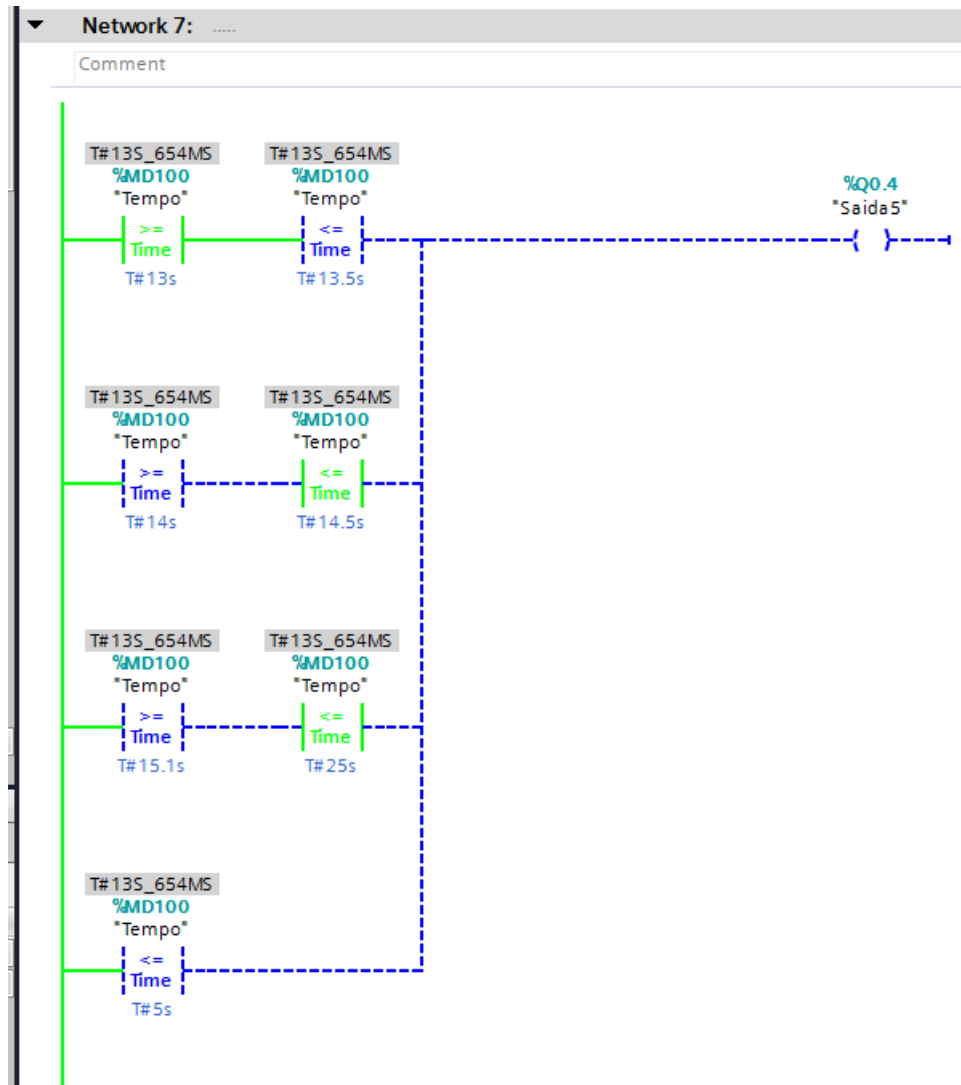 Network 7: .....
Comment
T#13S_654MS T#13S_654MS
%MD100 %MD100 %Q0.4
"Tempo" "Tempo" "Saida5"
>= <= ( )
Time Time
T#13s T#13.5s
T#13S_654MS T#13S_654MS
%MD100 %MD100
"Tempo" "Tempo"
>= <=
Time Time
T#14s T#14.5s
T#13S_654MS T#13S_654MS
%MD100 %MD100
"Tempo" "Tempo"
>= <=
Time Time
T#15.1s T#25s
T#13S_654MS
%MD100
"Tempo"
<=
Time
T#5s